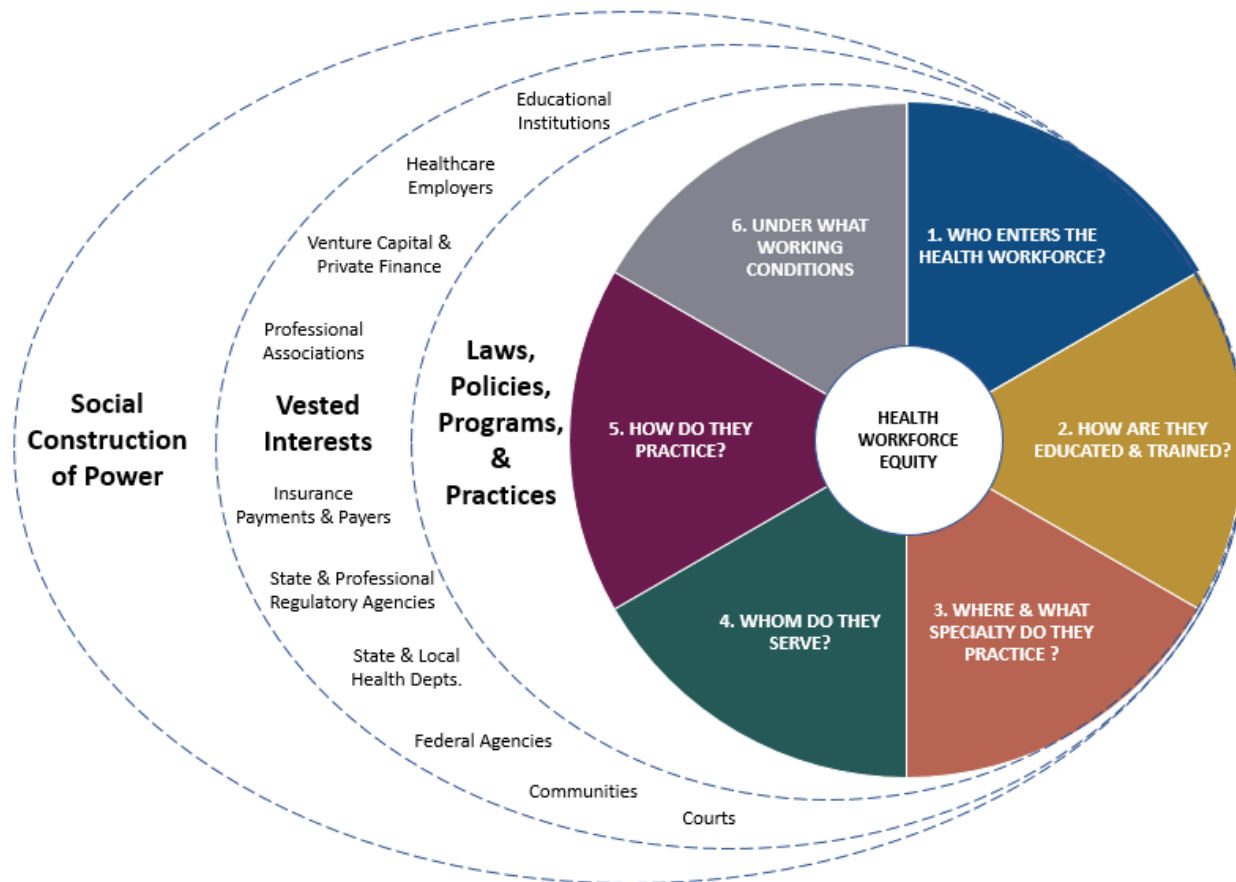 Social
Construction
of Power
Educational
Institutions
Healthcare
Employers
Venture Capital &
Private Finance
Professional
Associations
Vested
Interests
Insurance
Payments & Payers
State & Professional
Regulatory Agencies
State & Local
Health Depts.
Federal Agencies
Communities
Courts
Laws,
Policies,
Programs,
&
Practices
HEALTH
WORKFORCE
EQUITY
1. WHO ENTERS THE
HEALTH WORKFORCE?
2. HOW ARE THEY
EDUCATED & TRAINED?
3. WHERE & WHAT
SPECIALTY DO THEY
PRACTICE ?
4. WHOM DO THEY
SERVE?
5. HOW DO THEY
PRACTICE?
6. UNDER WHAT
WORKING
CONDITIONS